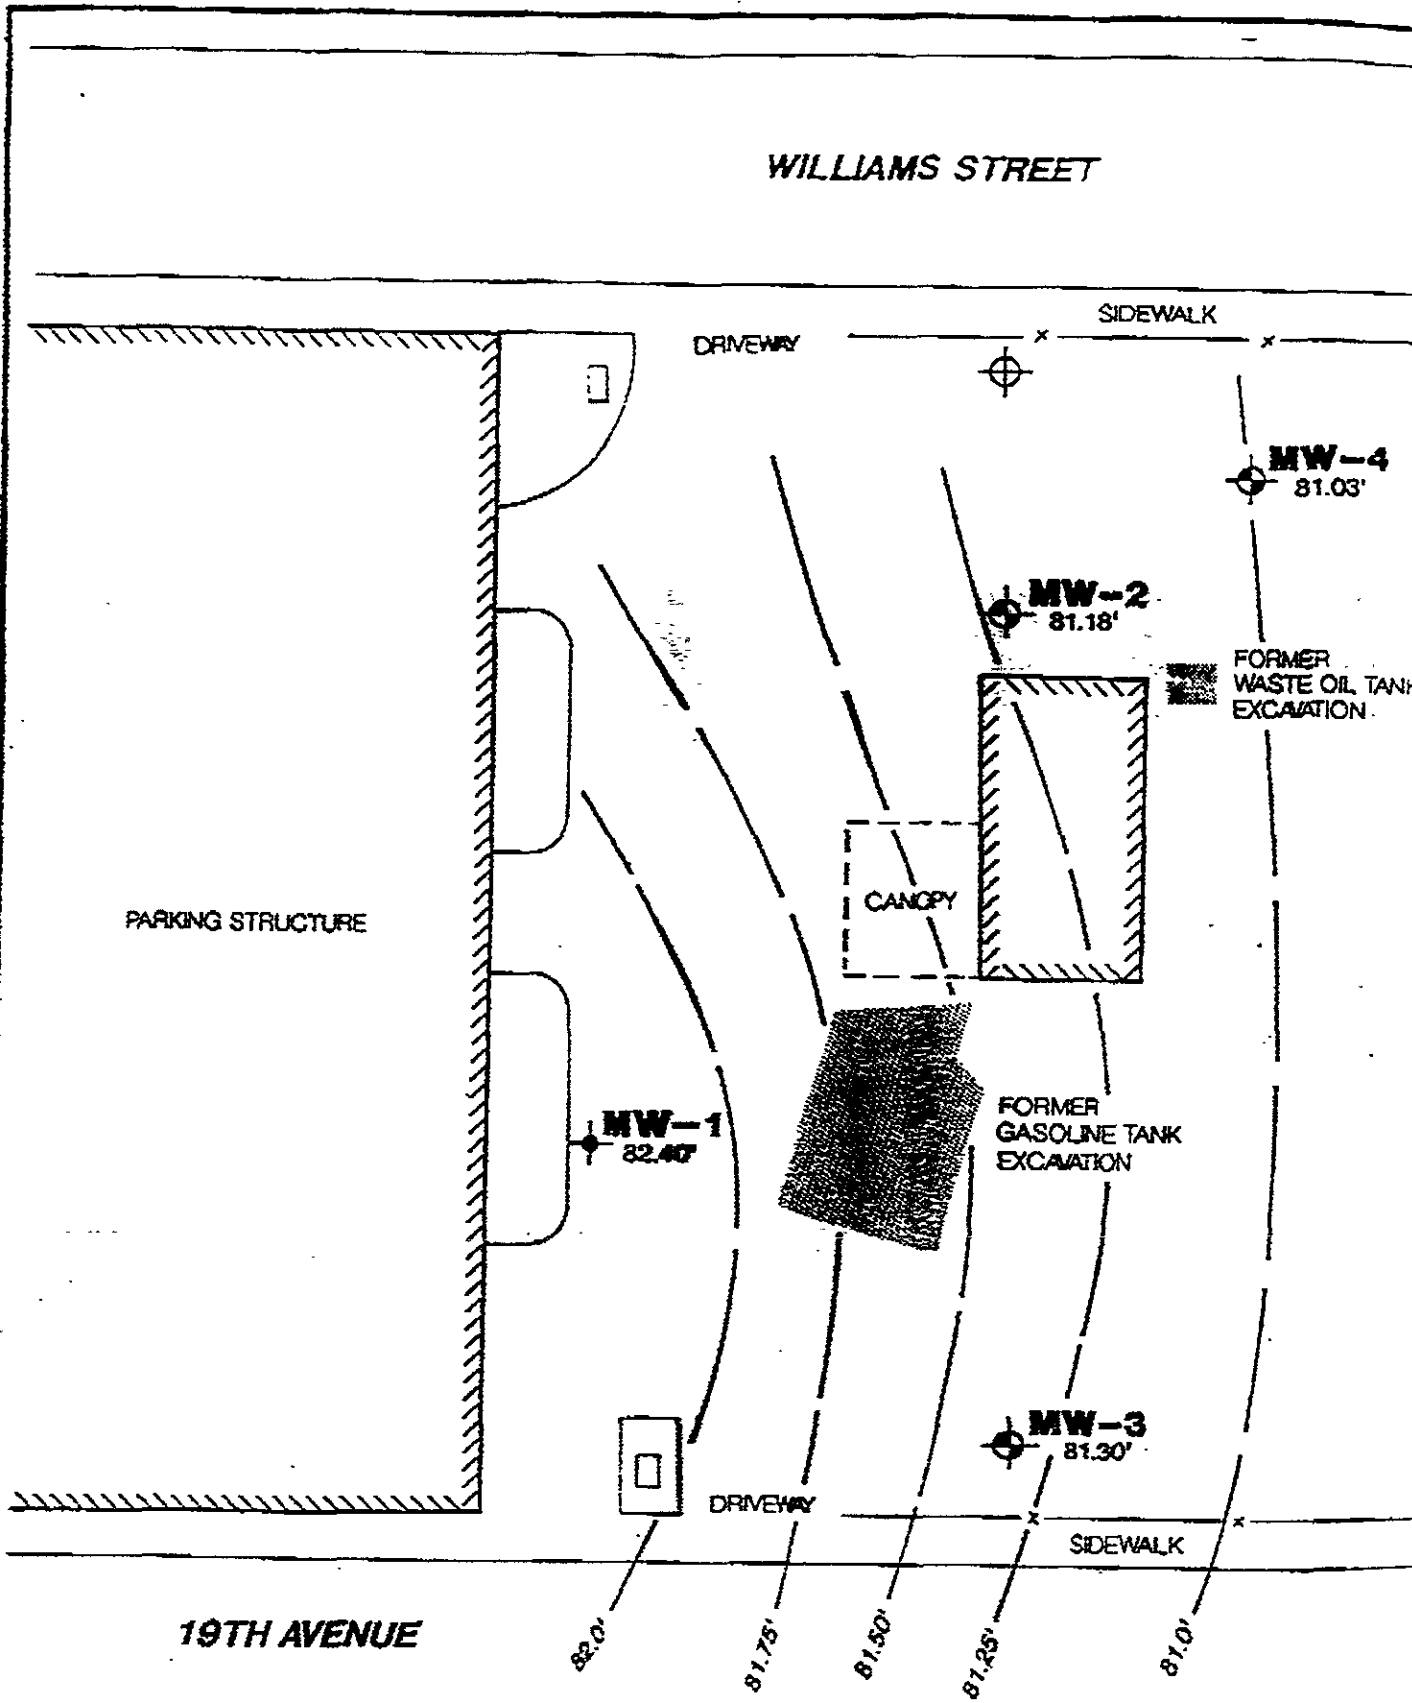 WILLIAMS STREET
SIDEWALK
DRIVEWAY
MW-4
81.03'
MW-2
81.18'
FORMER
WASTE OIL TANK
EXCAVATION
CANOPY
PARKING STRUCTURE
FORMER
GASOLINE TANK
EXCAVATION
MW-1
82.40'
MW-3
81.30'
DRIVEWAY
SIDEWALK
19TH AVENUE
82.0'
81.75'
81.50'
81.25'
81.0'